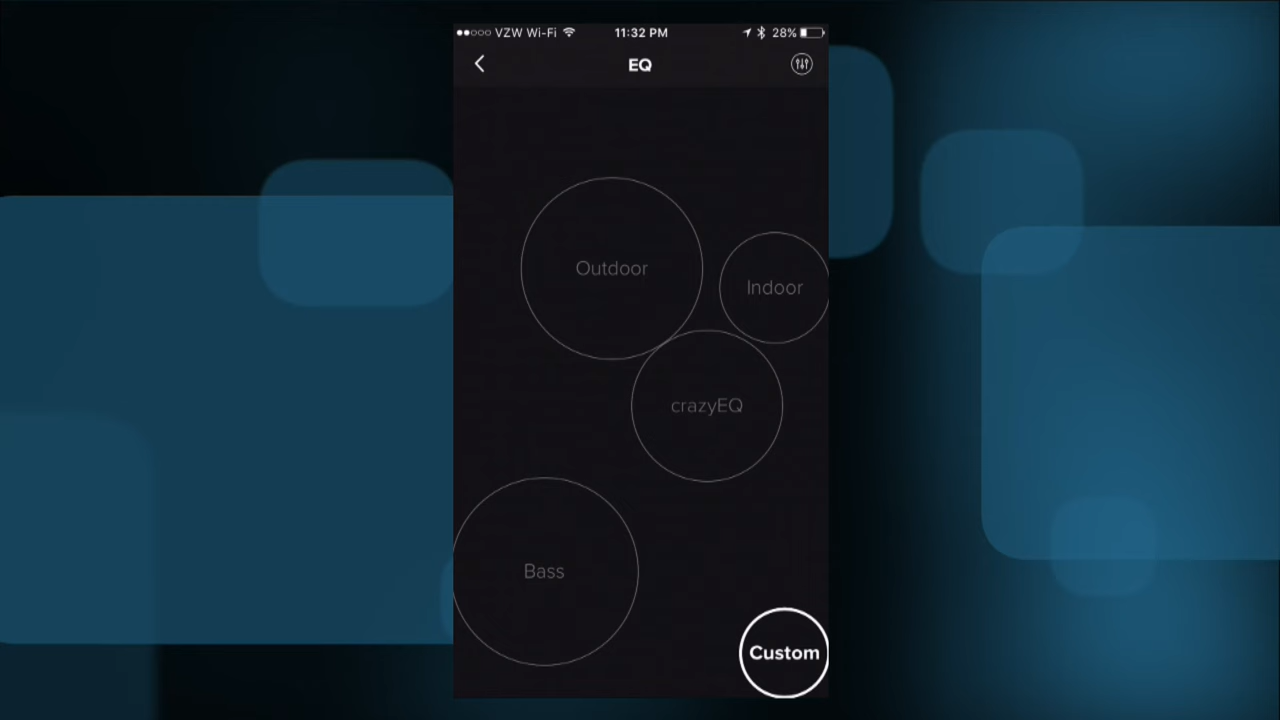 VZW Wi-Fi 11:32 PM 28%
EQ
Outdoor
Indoor
crazyEQ
Bass
Custom